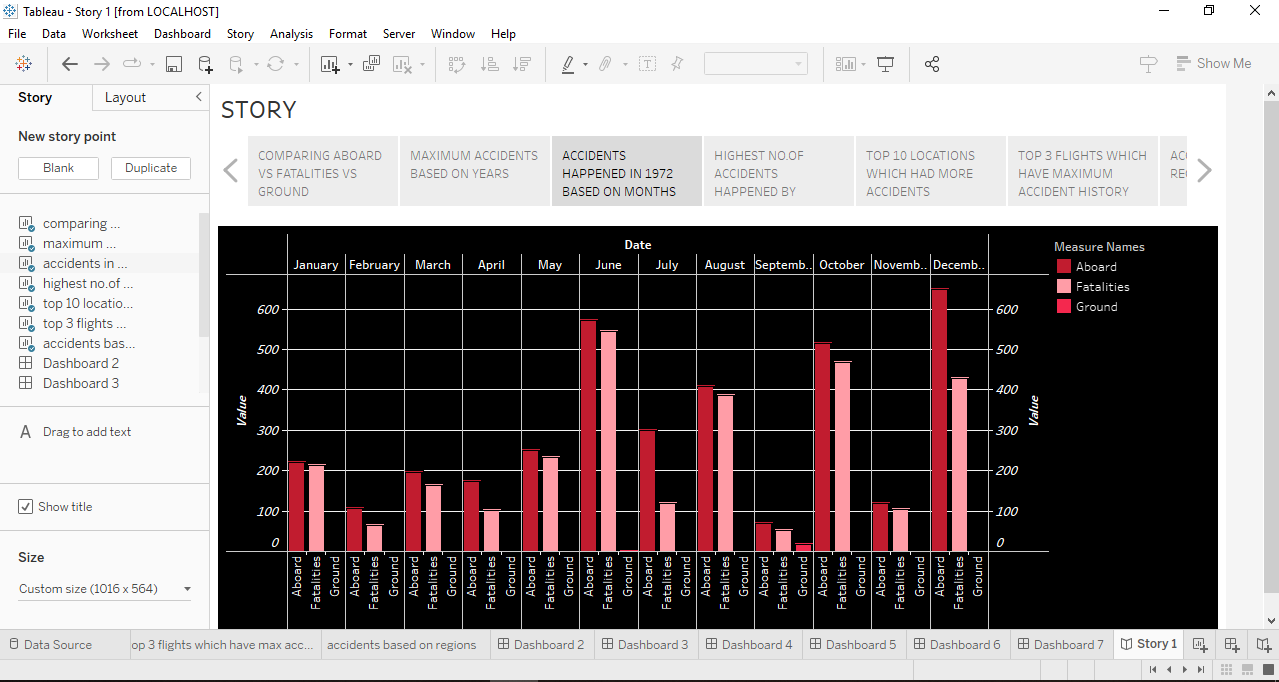 Tableau - Story 1 [from LOCALHOST]
File Data Worksheet Dashboard Story Analysis Format Server Window Help
Show Me
Story Layout
New story point
Blank Duplicate
comparing ...
maximum ...
accidents in ...
highest no.of ...
top 10 locatio...
top 3 flights ...
accidents bas...
Dashboard 2
Dashboard 3
A Drag to add text
Show title
Size
Custom size (1016 x 564)
STORY
COMPARING ABOARD
VS FATALITIES VS
GROUND
MAXIMUM ACCIDENTS
BASED ON YEARS
ACCIDENTS
HAPPENED IN 1972
BASED ON MONTHS
HIGHEST NO.OF
ACCIDENTS
HAPPENED BY
TOP 10 LOCATIONS
WHICH HAD MORE
ACCIDENTS
TOP 3 FLIGHTS WHICH
HAVE MAXIMUM
ACCIDENT HISTORY
Date
January February March April May June July August Septemb.. October Novemb.. Decemb..
600 600
500 500
400 400
300 300
200 200
100 100
0 0
Value Value
Aboard Fatalities Ground Aboard Fatalities Ground Aboard Fatalities Ground Aboard Fatalities Ground Aboard Fatalities Ground Aboard Fatalities Ground Aboard Fatalities Ground Aboard Fatalities Ground Aboard Fatalities Ground Aboard Fatalities Ground Aboard Fatalities Ground Aboard Fatalities Ground
Measure Names
Aboard
Fatalities
Ground
Data Source op 3 flights which have max acc... accidents based on regions Dashboard 2 Dashboard 3 Dashboard 4 Dashboard 5 Dashboard 6 Dashboard 7 Story 1